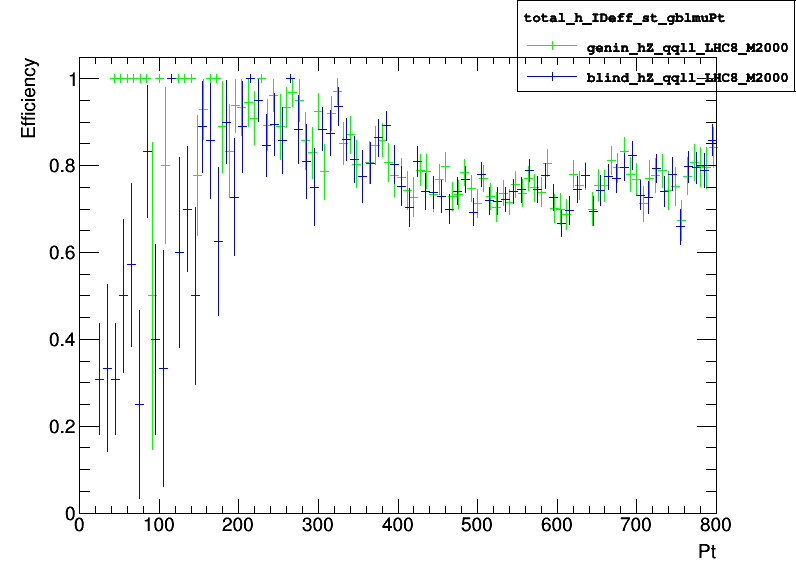 total_h_IDeff_st_gblmuPt
genin_hZ_qqll_LHC8_M2000
blind_hZ_qqll_LHC8_M2000
Efficiency
1
0.8
0.6
0.4
0.2
0
0 100 200 300 400 500 600 700 800
Pt